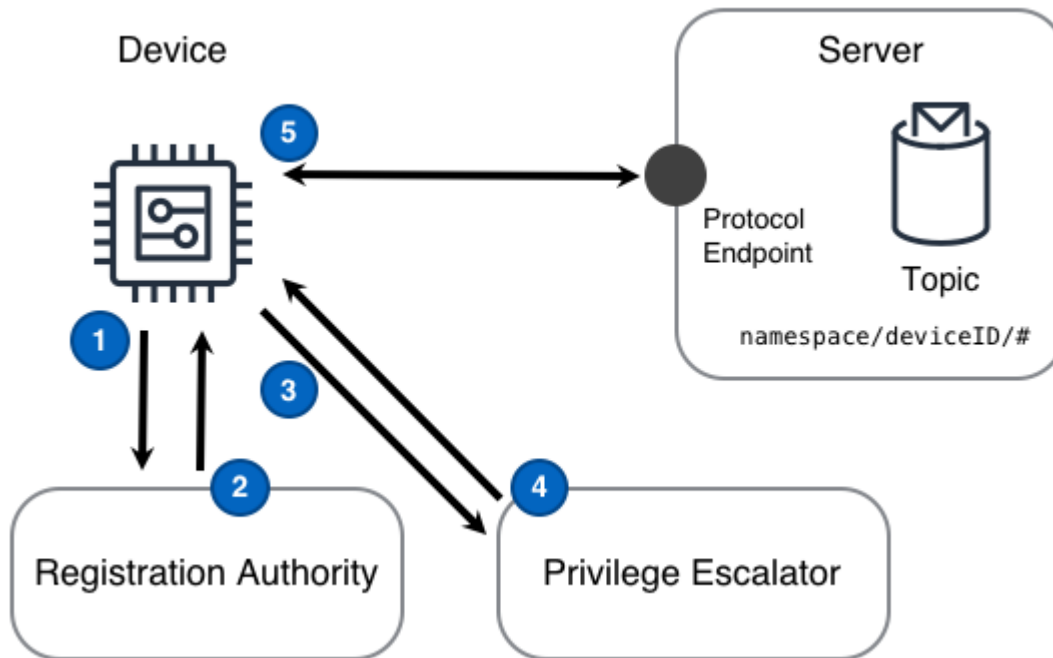 Device
Server
5
Protocol
Endpoint
Topic
namespace/deviceID/#
1
3
2
4
Registration Authority
Privilege Escalator